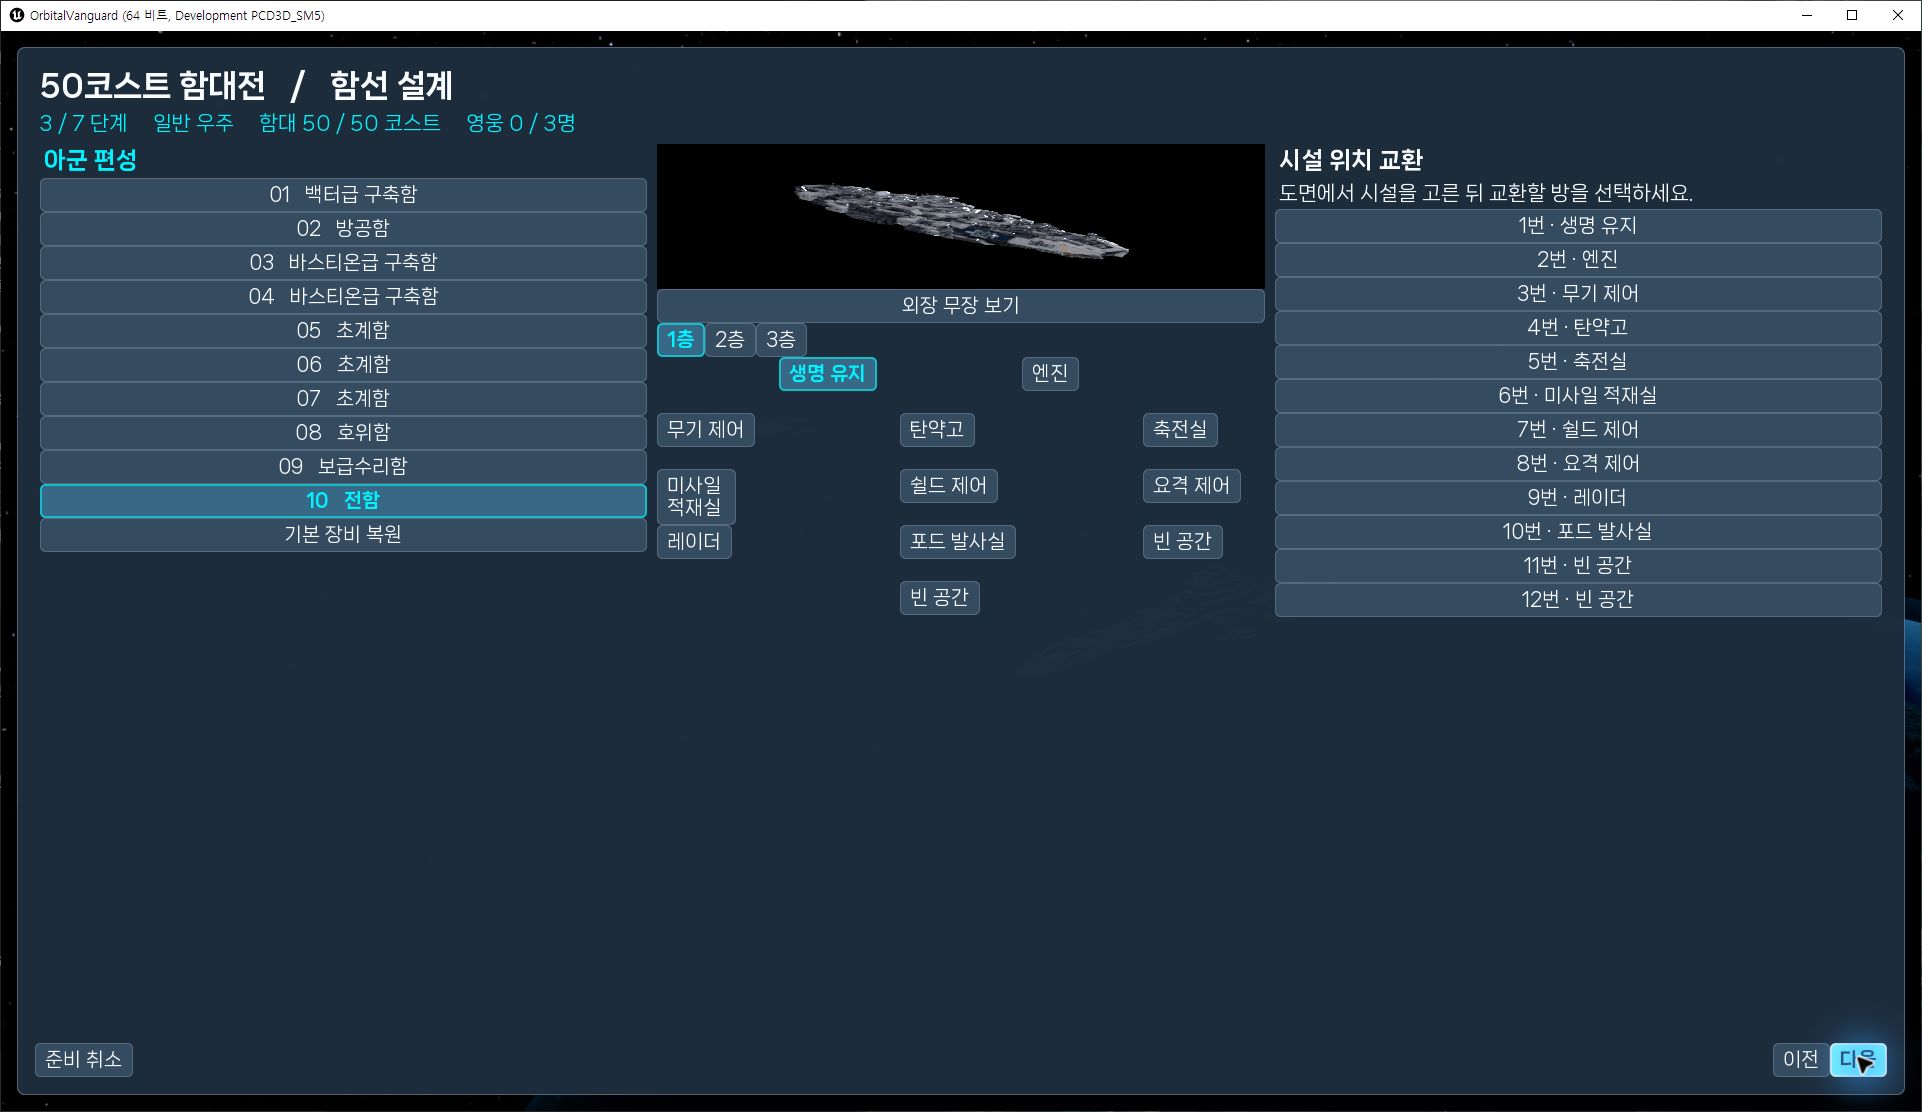 OrbitalVanguard (64 비트, Development PCD3D_SM5)
50코스트 함대전 / 함선 설계
3 / 7 단계 일반 우주 함대 50 / 50 코스트 영웅 0 / 3명
아군 편성
01 백터급 구축함
02 방공함
03 바스티온급 구축함
04 바스티온급 구축함
05 초계함
06 초계함
07 초계함
08 호위함
09 보급수리함
10 전함
기본 장비 복원
외장 무장 보기
1층 2층 3층
생명 유지 엔진
무기 제어 탄약고 축전실
미사일
적재실
쉴드 제어 요격 제어
레이더 포드 발사실 빈 공간
빈 공간
시설 위치 교환
도면에서 시설을 고른 뒤 교환할 방을 선택하세요.
1번 · 생명 유지
2번 · 엔진
3번 · 무기 제어
4번 · 탄약고
5번 · 축전실
6번 · 미사일 적재실
7번 · 쉴드 제어
8번 · 요격 제어
9번 · 레이더
10번 · 포드 발사실
11번 · 빈 공간
12번 · 빈 공간
준비 취소
이전 다음